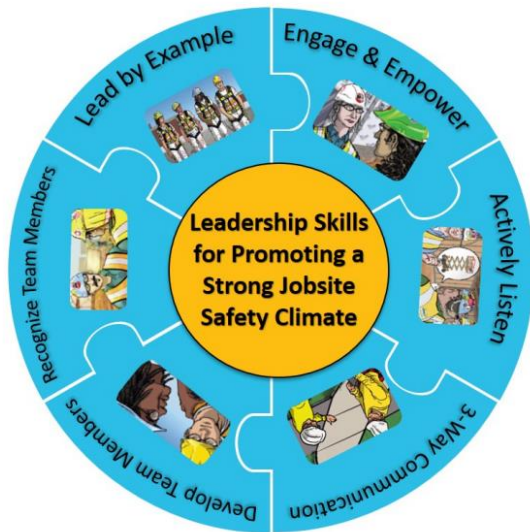 Lead by Example
Engage & Empower
Actively Listen
3-Way Communication
Develop Team Members
Recognize Team Members
Leadership Skills
for Promoting a
Strong Jobsite
Safety Climate